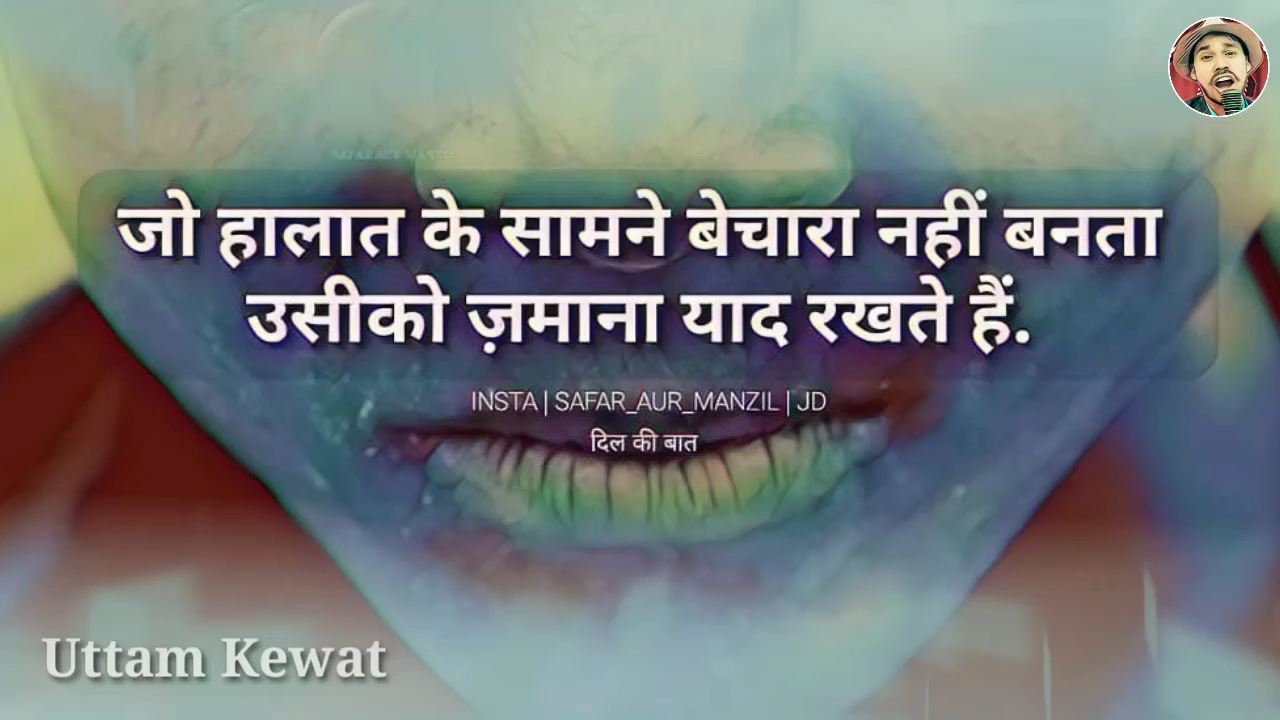 जो हालात के सामने बेचारा नहीं बनता
उसीको ज़माना याद रखते हैं.
INSTA | SAFAR_AUR_MANZIL | JD
दिल की बात
Uttam Kewat